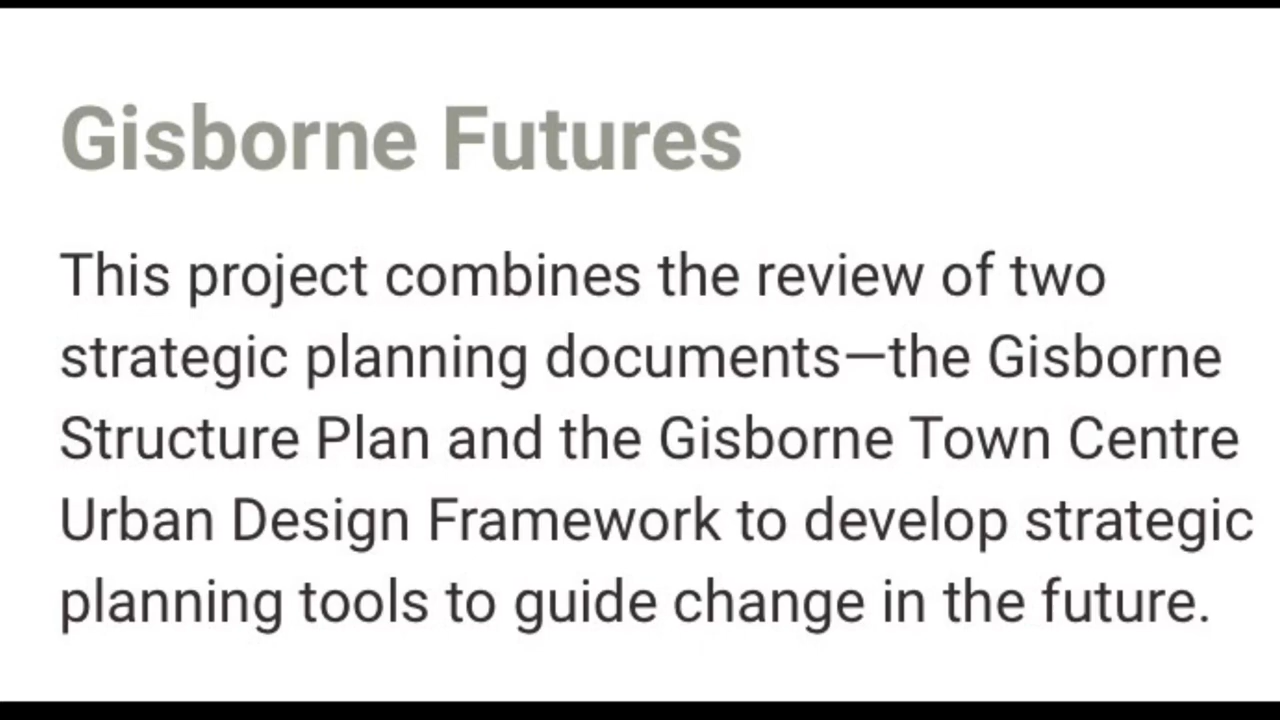 Gisborne Futures
This project combines the review of two
strategic planning documents—the Gisborne
Structure Plan and the Gisborne Town Centre
Urban Design Framework to develop strategic
planning tools to guide change in the future.